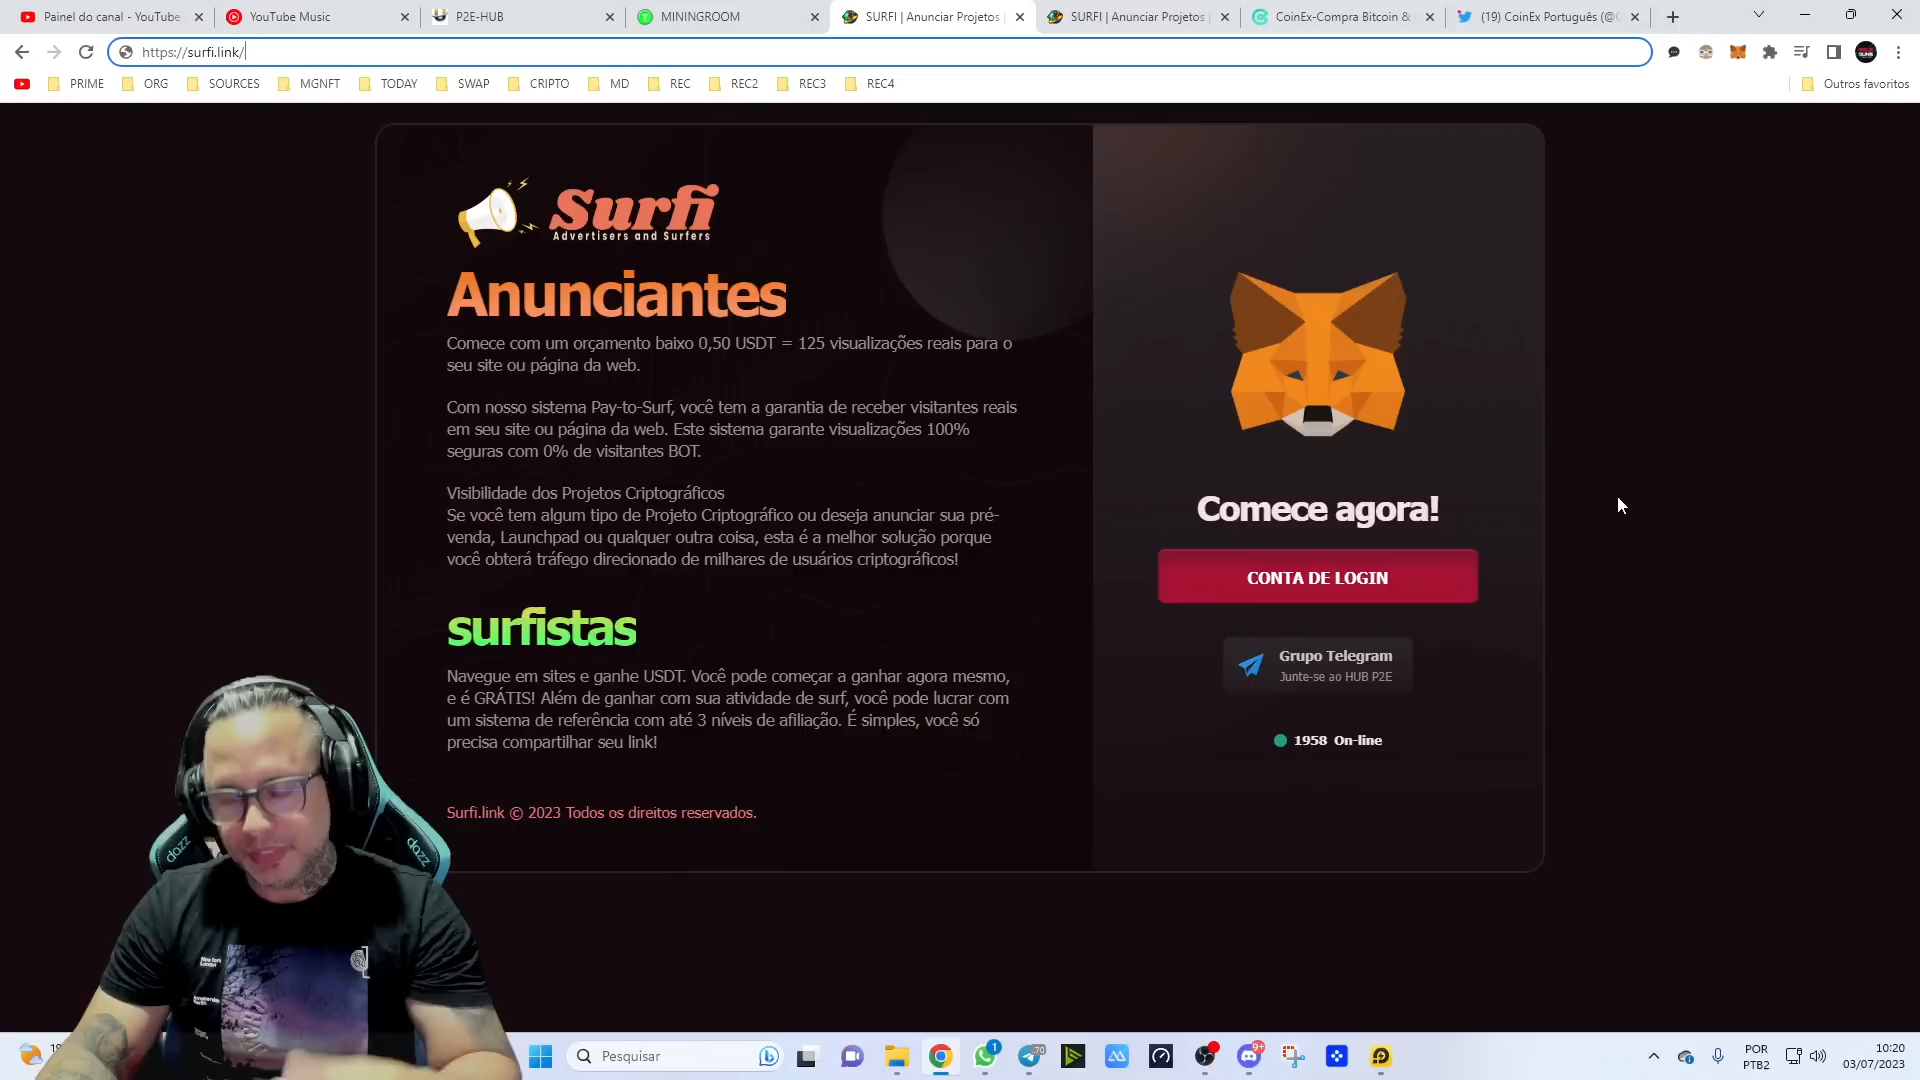 Painel do canal - YouTube
YouTube Music
P2E-HUB
MININGROOM
SURFI | Anunciar Projetos
SURFI | Anunciar Projetos
CoinEx-Compra Bitcoin &
(19) CoinEx Português (@C
https://surfi.link/
PRIME
ORG
SOURCES
MGNFT
TODAY
SWAP
CRIPTO
MD
REC
REC2
REC3
REC4
Outros favoritos
Surfi
Advertisers and Surfers
Anunciantes
Comece com um orçamento baixo 0,50 USDT = 125 visualizações reais para o
seu site ou página da web.
Com nosso sistema Pay-to-Surf, você tem a garantia de receber visitantes reais
em seu site ou página da web. Este sistema garante visualizações 100%
seguras com 0% de visitantes BOT.
Visibilidade dos Projetos Criptográficos
Se você tem algum tipo de Projeto Criptográfico ou deseja anunciar sua pré-
venda, Launchpad ou qualquer outra coisa, esta é a melhor solução porque
você obterá tráfego direcionado de milhares de usuários criptográficos!
surfistas
Navegue em sites e ganhe USDT. Você pode começar a ganhar agora mesmo,
e é GRÁTIS! Além de ganhar com sua atividade de surf, você pode lucrar com
um sistema de referência com até 3 níveis de afiliação. É simples, você só
precisa compartilhar seu link!
Surfi.link © 2023 Todos os direitos reservados.
Comece agora!
CONTA DE LOGIN
Grupo Telegram
Junte-se ao HUB P2E
1958 On-line
dazz
dazz
New York
London
Amsterdam
Berlin
Pesquisar
1
70
9+
POR
PTB2
10:20
03/07/2023